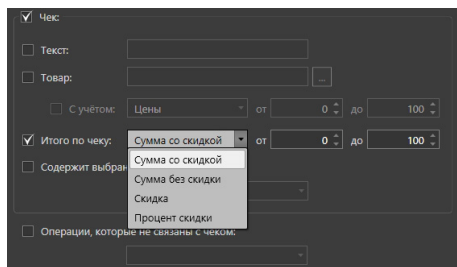 Чек:
Текст:
Товар:
...
С учётом: Цены от 0 до 100
Итого по чеку: Сумма со скидкой от 0 до 100
Сумма со скидкой
Содержит
Сумма без скидки
Скидка
Процент скидки
Операции, которые не связаны с чеком: